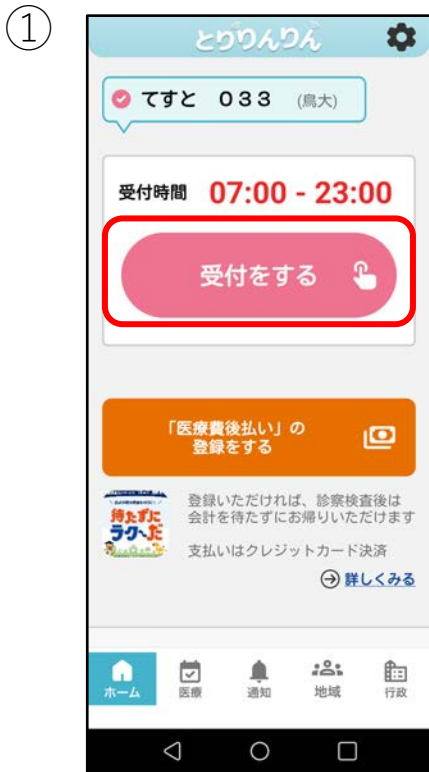 ①
とりりんりん
てすと　０３３　(鳥大)
受付時間 07:00 - 23:00
受付をする
「医療費後払い」の
登録をする
待たずに
ラク～だ
登録いただければ、診察検査後は
会計を待たずにお帰りいただけます
支払いはクレジットカード決済
詳しくみる
ホーム 医療 通知 地域 行政